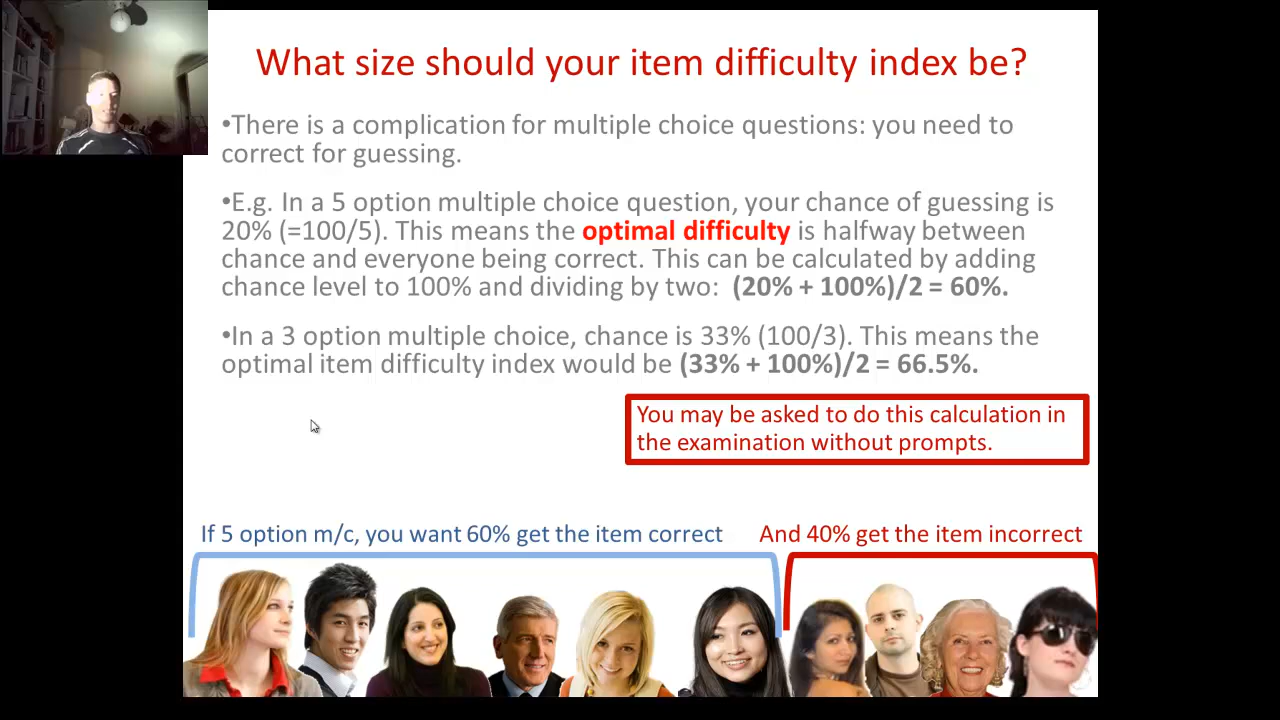 What size should your item difficulty index be?
•There is a complication for multiple choice questions: you need to
correct for guessing.
•E.g. In a 5 option multiple choice question, your chance of guessing is
20% (=100/5). This means the optimal difficulty is halfway between
chance and everyone being correct. This can be calculated by adding
chance level to 100% and dividing by two: (20% + 100%)/2 = 60%.
•In a 3 option multiple choice, chance is 33% (100/3). This means the
optimal item difficulty index would be (33% + 100%)/2 = 66.5%.
You may be asked to do this calculation in
the examination without prompts.
If 5 option m/c, you want 60% get the item correct
And 40% get the item incorrect